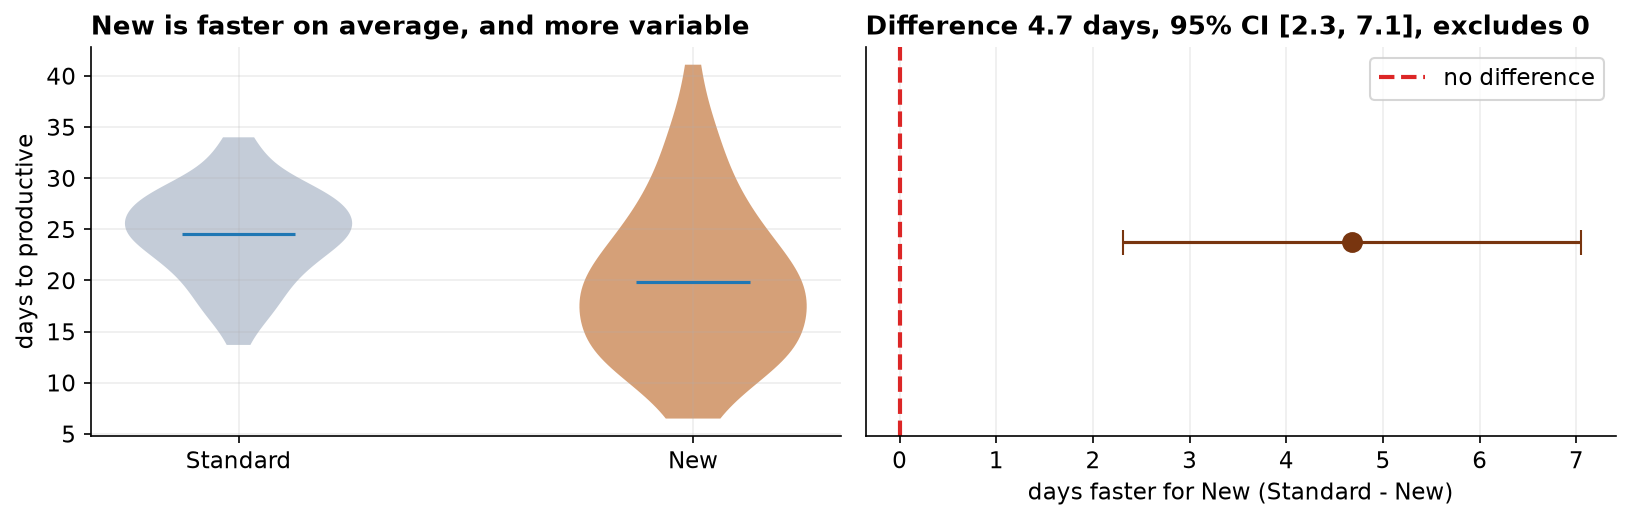 New is faster on average, and more variable
days to productive
40
35
30
25
20
15
10
5
Standard
New
Difference 4.7 days, 95% CI [2.3, 7.1], excludes 0
no difference
0
1
2
3
4
5
6
7
days faster for New (Standard - New)